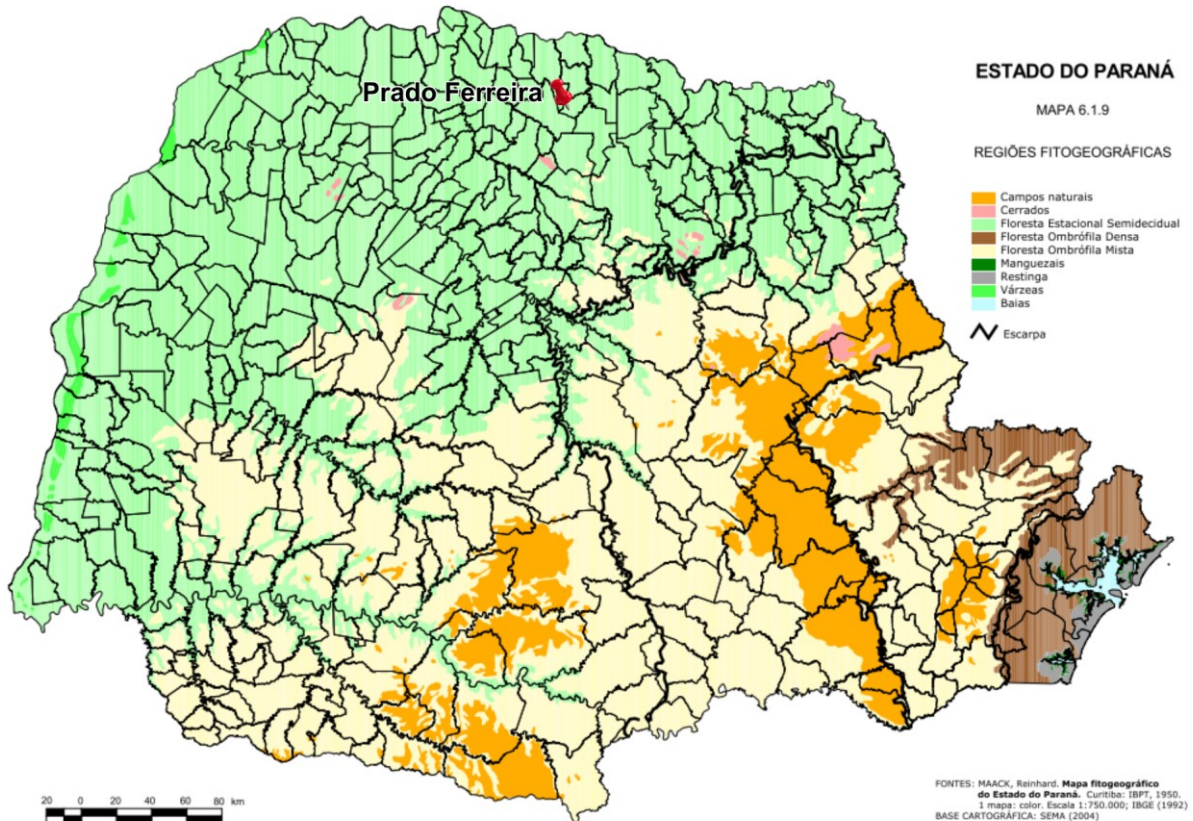 Prado Ferreira
ESTADO DO PARANÁ
MAPA 6.1.9
REGIÕES FITOGEOGRÁFICAS
Campos naturais
Cerrados
Floresta Estacional Semidecidual
Floresta Ombrófila Densa
Floresta Ombrófila Mista
Manguezais
Restinga
Várzeas
Baias
Escarpa
20 0 20 40 60 80 km
FONTES: MAACK, Reinhard. Mapa fitogeográfico
do Estado do Paraná. Curitiba: IBPT, 1950.
1 mapa: color. Escala 1:750.000; IBGE (1992)
BASE CARTOGRÁFICA: SEMA (2004)